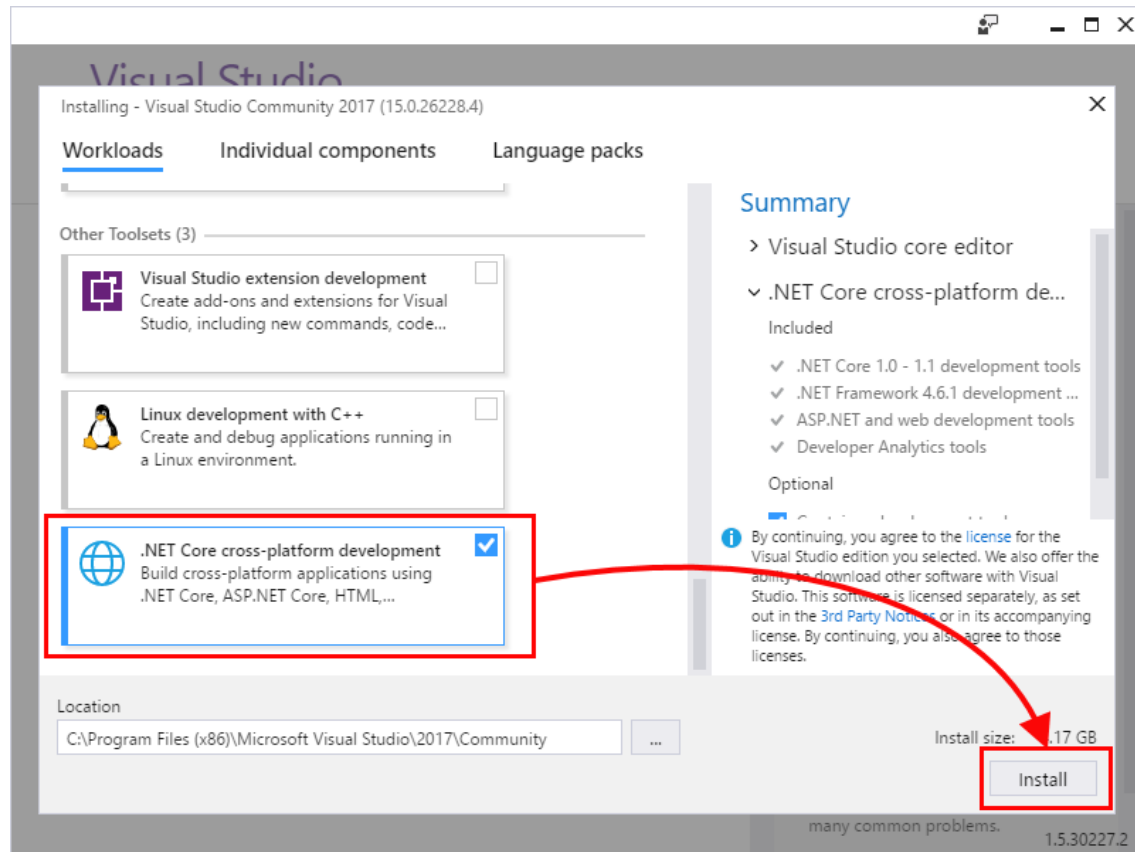 Visual Studio
Installing - Visual Studio Community 2017 (15.0.26228.4)
Workloads Individual components Language packs
Other Toolsets (3)
Visual Studio extension development
Create add-ons and extensions for Visual
Studio, including new commands, code...
Linux development with C++
Create and debug applications running in
a Linux environment.
.NET Core cross-platform development
Build cross-platform applications using
.NET Core, ASP.NET Core, HTML,...
Summary
Visual Studio core editor
.NET Core cross-platform de...
Included
.NET Core 1.0 - 1.1 development tools
.NET Framework 4.6.1 development ...
ASP.NET and web development tools
Developer Analytics tools
Optional
By continuing, you agree to the license for the
Visual Studio edition you selected. We also offer the
ability to download other software with Visual
Studio. This software is licensed separately, as set
out in the 3rd Party Notices or in its accompanying
license. By continuing, you also agree to those
licenses.
Location
C:\Program Files (x86)\Microsoft Visual Studio\2017\Community
...
Install size: .17 GB
Install
many common problems.
1.5.30227.2